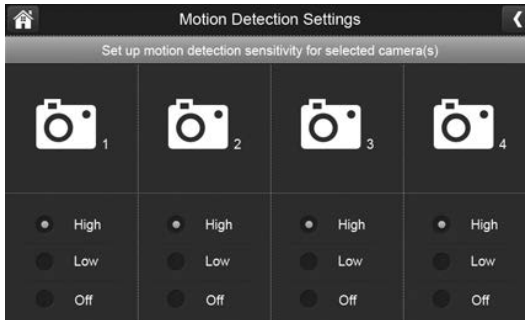 Motion Detection Settings
Set up motion detection sensitivity for selected camera(s)
1 2 3 4
High High High High
Low Low Low Low
Off Off Off Off